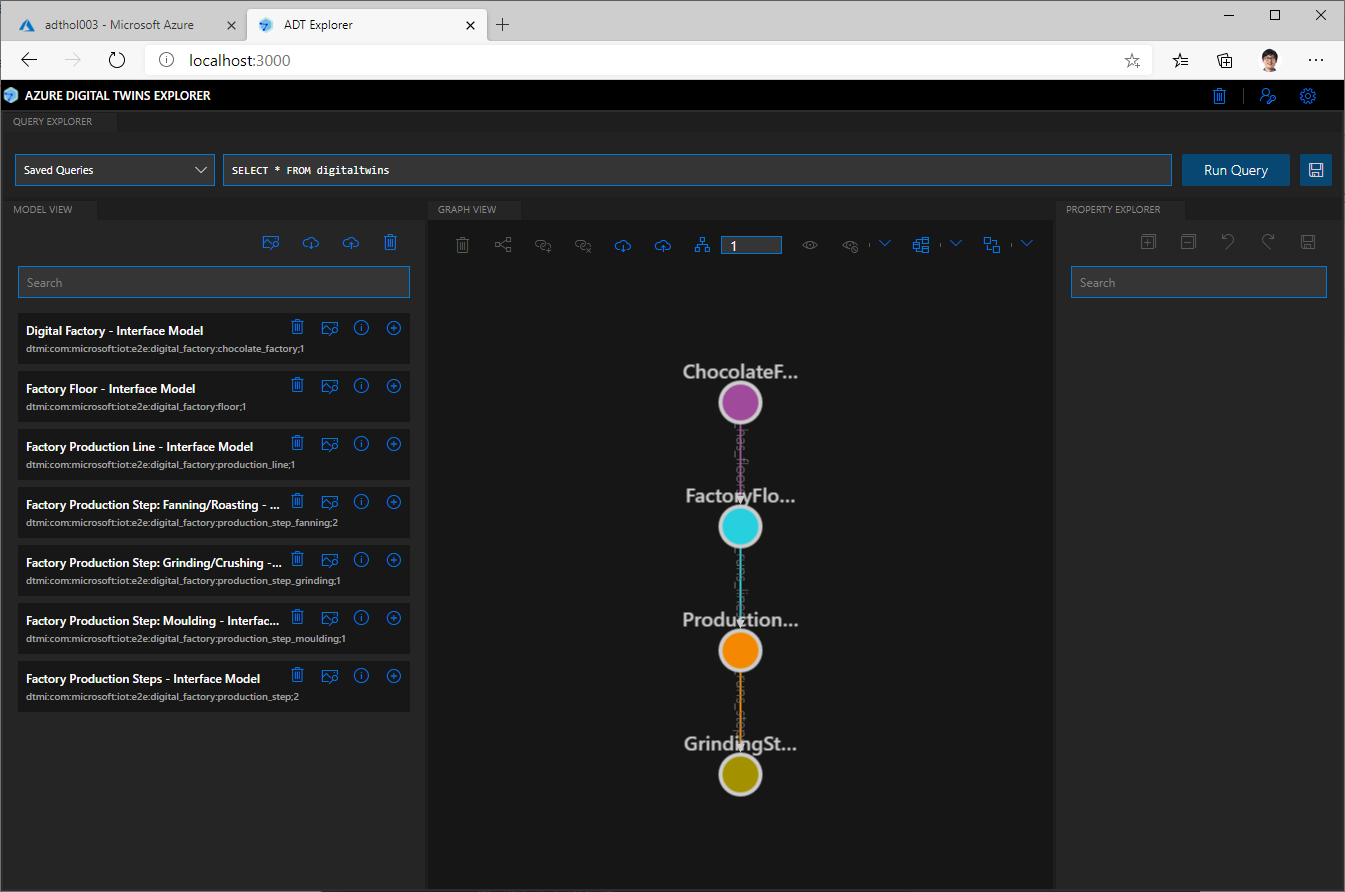 adthol003 - Microsoft Azure
ADT Explorer
localhost:3000
AZURE DIGITAL TWINS EXPLORER
QUERY EXPLORER
Saved Queries
SELECT * FROM digitaltwins
Run Query
MODEL VIEW
GRAPH VIEW
PROPERTY EXPLORER
1
Search
Search
Digital Factory - Interface Model
dtmi:com:microsoft:iot:e2e:digital_factory:chocolate_factory;1
Factory Floor - Interface Model
dtmi:com:microsoft:iot:e2e:digital_factory:floor;1
Factory Production Line - Interface Model
dtmi:com:microsoft:iot:e2e:digital_factory:production_line;1
Factory Production Step: Fanning/Roasting - ...
dtmi:com:microsoft:iot:e2e:digital_factory:production_step_fanning;2
Factory Production Step: Grinding/Crushing -...
dtmi:com:microsoft:iot:e2e:digital_factory:production_step_grinding;1
Factory Production Step: Moulding - Interfac...
dtmi:com:microsoft:iot:e2e:digital_factory:production_step_moulding;1
Factory Production Steps - Interface Model
dtmi:com:microsoft:iot:e2e:digital_factory:production_step;2
ChocolateF...
FactoryFlo...
Production...
GrindingSt...